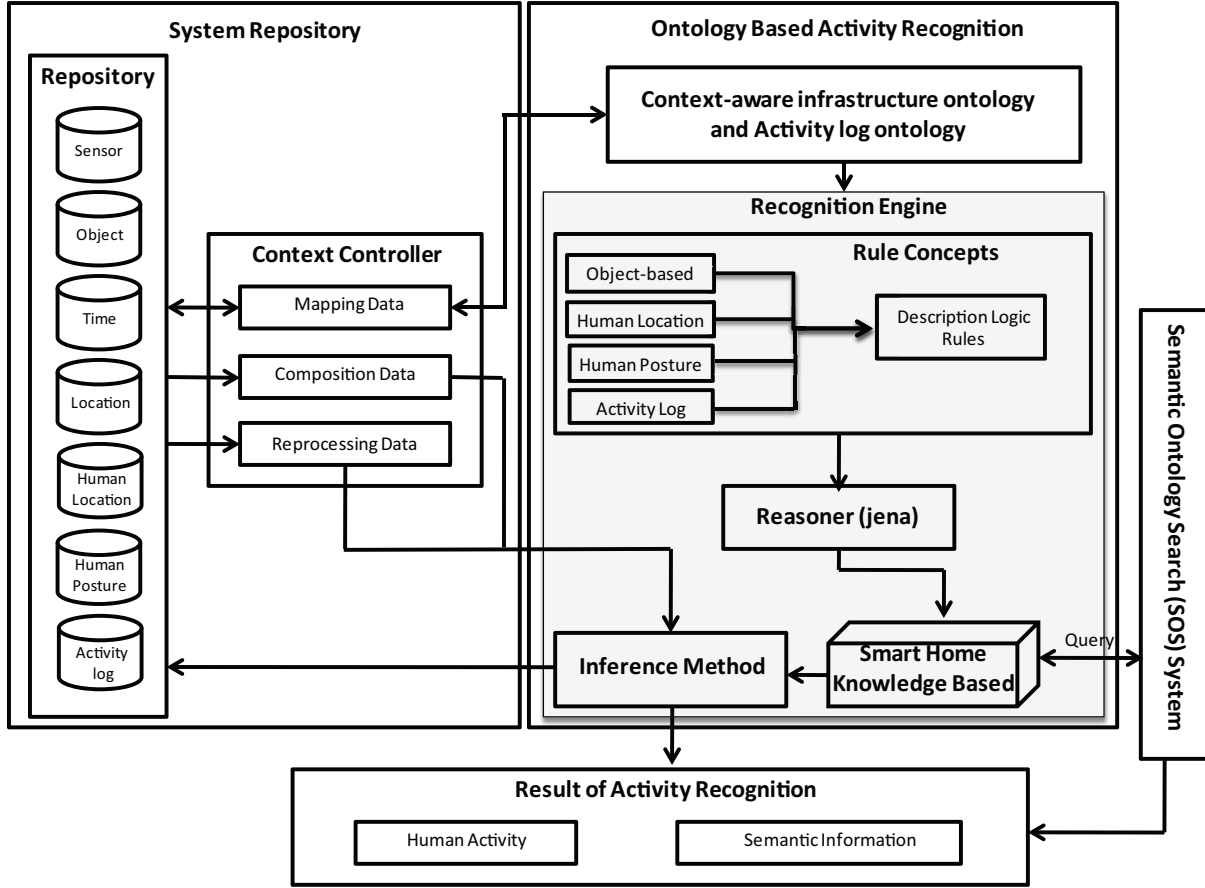 System Repository
Repository
Sensor
Object
Time
Location
Human
Location
Human
Posture
Activity
log
Context Controller
Mapping Data
Composition Data
Reprocessing Data
Ontology Based Activity Recognition
Context-aware infrastructure ontology
and Activity log ontology
Recognition Engine
Rule Concepts
Object-based
Human Location
Human Posture
Activity Log
Description Logic
Rules
Reasoner (jena)
Inference Method
Smart Home
Knowledge Based
Query
Semantic Ontology Search (SOS) System
Result of Activity Recognition
Human Activity
Semantic Information